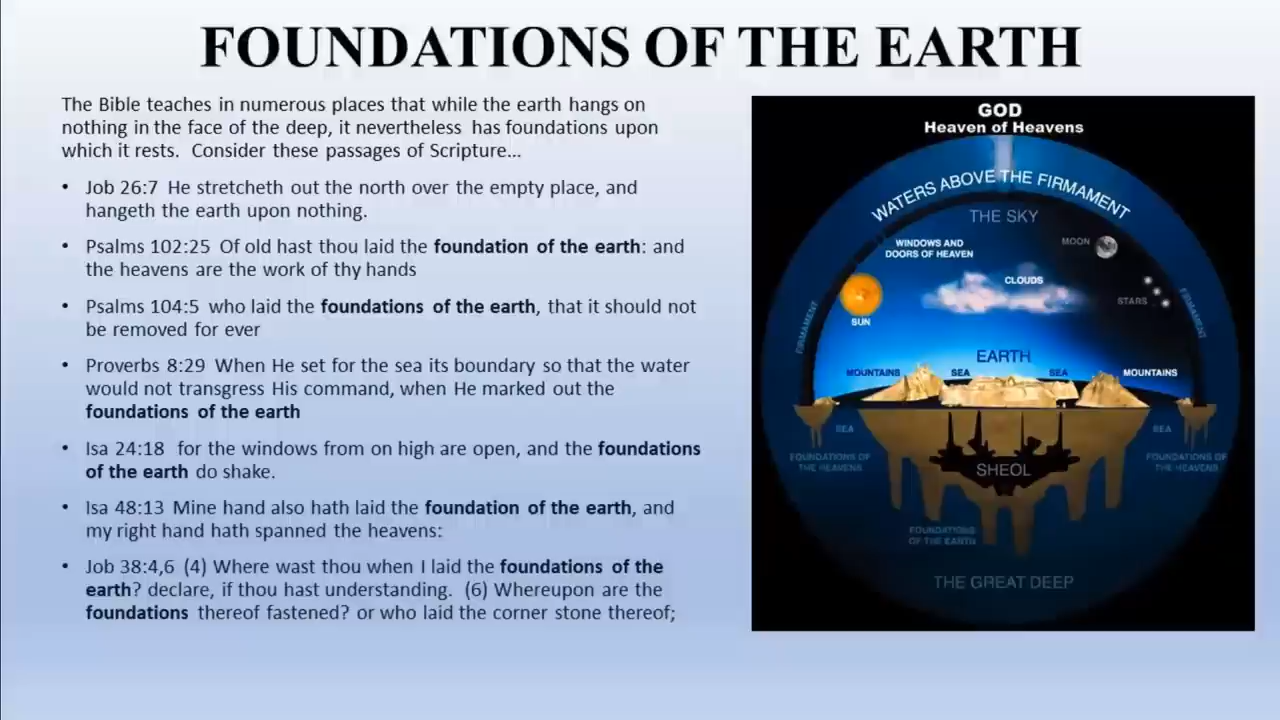 FOUNDATIONS OF THE EARTH
The Bible teaches in numerous places that while the earth hangs on
nothing in the face of the deep, it nevertheless has foundations upon
which it rests. Consider these passages of Scripture...
• Job 26:7 He stretcheth out the north over the empty place, and
hangeth the earth upon nothing.
• Psalms 102:25 Of old hast thou laid the foundation of the earth: and
the heavens are the work of thy hands
• Psalms 104:5 who laid the foundations of the earth, that it should not
be removed for ever
• Proverbs 8:29 When He set for the sea its boundary so that the water
would not transgress His command, when He marked out the
foundations of the earth
• Isa 24:18 for the windows from on high are open, and the foundations
of the earth do shake.
• Isa 48:13 Mine hand also hath laid the foundation of the earth, and
my right hand hath spanned the heavens:
• Job 38:4,6 (4) Where wast thou when I laid the foundations of the
earth? declare, if thou hast understanding. (6) Whereupon are the
foundations thereof fastened? or who laid the corner stone thereof;
GOD
Heaven of Heavens
WATERS ABOVE THE FIRMAMENT
THE SKY
WINDOWS AND
DOORS OF HEAVEN
MOON
CLOUDS
STARS
SUN
FIRMAMENT
FIRMAMENT
EARTH
MOUNTAINS
SEA
SEA
MOUNTAINS
SEA
SEA
FOUNDATIONS OF
THE HEAVENS
SHEOL
FOUNDATIONS OF
THE HEAVENS
FOUNDATIONS
OF THE EARTH
THE GREAT DEEP